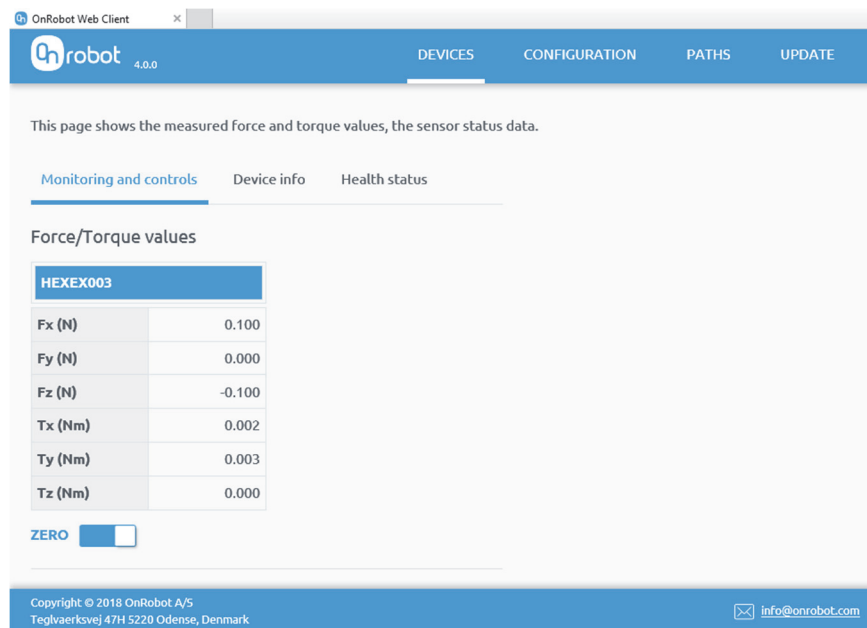 OnRobot Web Client
OnRobot 4.0.0
DEVICES CONFIGURATION PATHS UPDATE
This page shows the measured force and torque values, the sensor status data.
Monitoring and controls Device info Health status
Force/Torque values
HEXEX003
Fx (N) 0.100
Fy (N) 0.000
Fz (N) -0.100
Tx (Nm) 0.002
Ty (Nm) 0.003
Tz (Nm) 0.000
ZERO
Copyright © 2018 OnRobot A/S
Teglvaerksvej 47H 5220 Odense, Denmark
info@onrobot.com